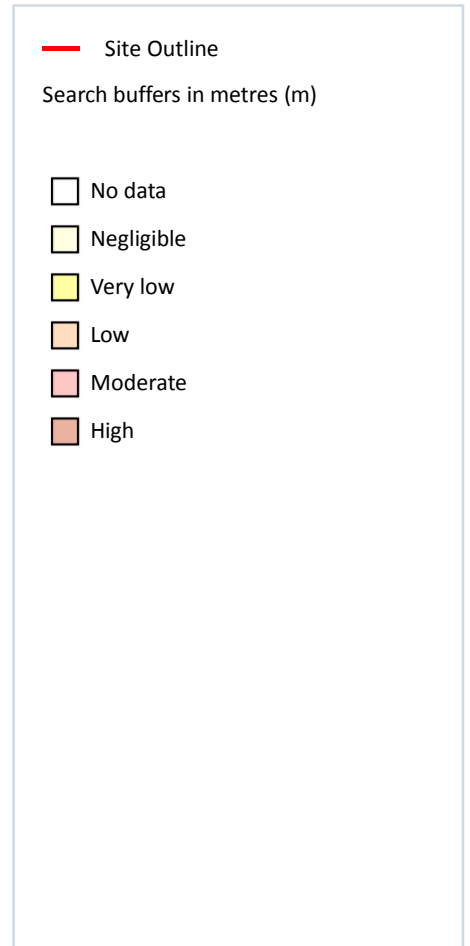 Site Outline
Search buffers in metres (m)
No data
Negligible
Very low
Low
Moderate
High